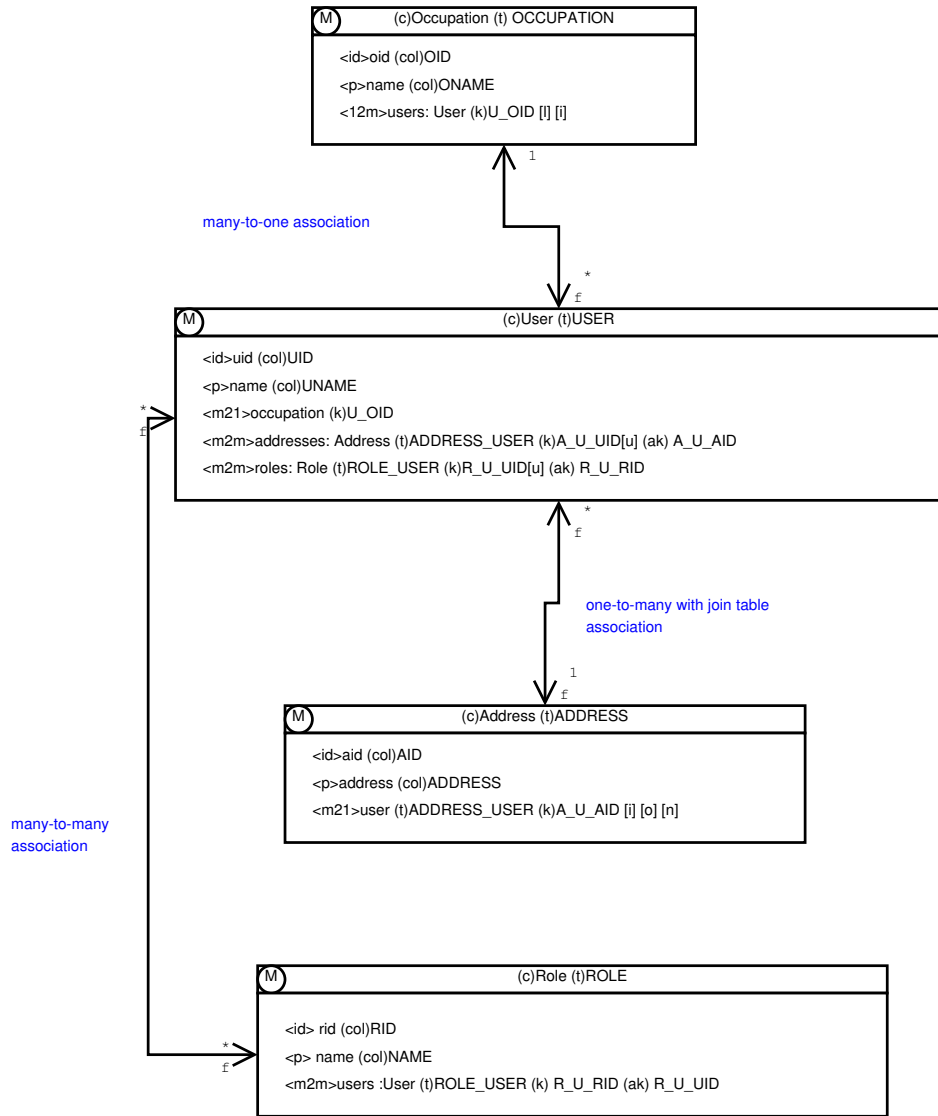 M
(c)Occupation (t) OCCUPATION
<id>oid (col)OID
<p>name (col)ONAME
<12m>users: User (k)U_OID [l] [i]
1
many-to-one association
*
f
M
(c)User (t)USER
<id>uid (col)UID
<p>name (col)UNAME
<m21>occupation (k)U_OID
<m2m>addresses: Address (t)ADDRESS_USER (k)A_U_UID[u] (ak) A_U_AID
<m2m>roles: Role (t)ROLE_USER (k)R_U_UID[u] (ak) R_U_RID
*
f
*
f
one-to-many with join table
association
1
f
M
(c)Address (t)ADDRESS
<id>aid (col)AID
<p>address (col)ADDRESS
<m21>user (t)ADDRESS_USER (k)A_U_AID [i] [o] [n]
many-to-many
association
M
(c)Role (t)ROLE
<id> rid (col)RID
<p> name (col)NAME
<m2m>users :User (t)ROLE_USER (k) R_U_RID (ak) R_U_UID
*
f